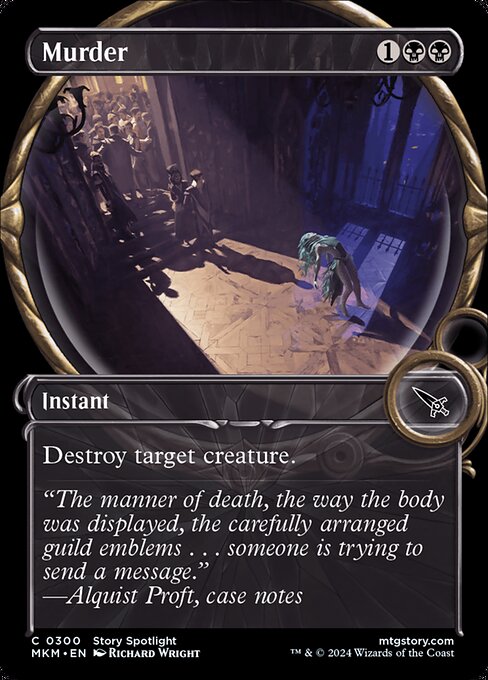 Murder 1
Instant
Destroy target creature.
“The manner of death, the way the body
was displayed, the carefully arranged
guild emblems . . . someone is trying to
send a message.”
—Alquist Proft, case notes
C 0300 Story Spotlight mtgstory.com
MKM • EN Richard Wright ™ & © 2024 Wizards of the Coast